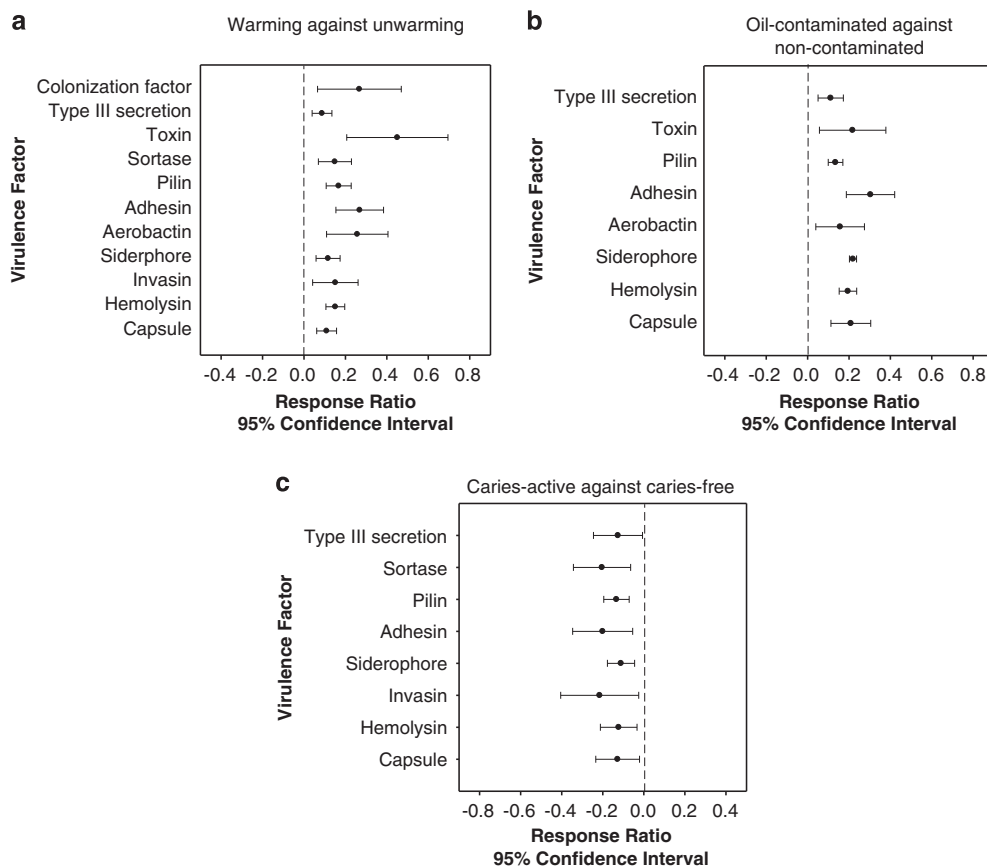 a
Warming against unwarming
Virulence Factor
Colonization factor
Type III secretion
Toxin
Sortase
Pilin
Adhesin
Aerobactin
Siderphore
Invasin
Hemolysin
Capsule
-0.4 -0.2 0.0 0.2 0.4 0.6 0.8
Response Ratio
95% Confidence Interval
b
Oil-contaminated against
non-contaminated
Virulence Factor
Type III secretion
Toxin
Pilin
Adhesin
Aerobactin
Siderophore
Hemolysin
Capsule
-0.4 -0.2 0.0 0.2 0.4 0.6 0.8
Response Ratio
95% Confidence Interval
c
Caries-active against caries-free
Virulence Factor
Type III secretion
Sortase
Pilin
Adhesin
Siderophore
Invasin
Hemolysin
Capsule
-0.8 -0.6 -0.4 -0.2 0.0 0.2 0.4
Response Ratio
95% Confidence Interval